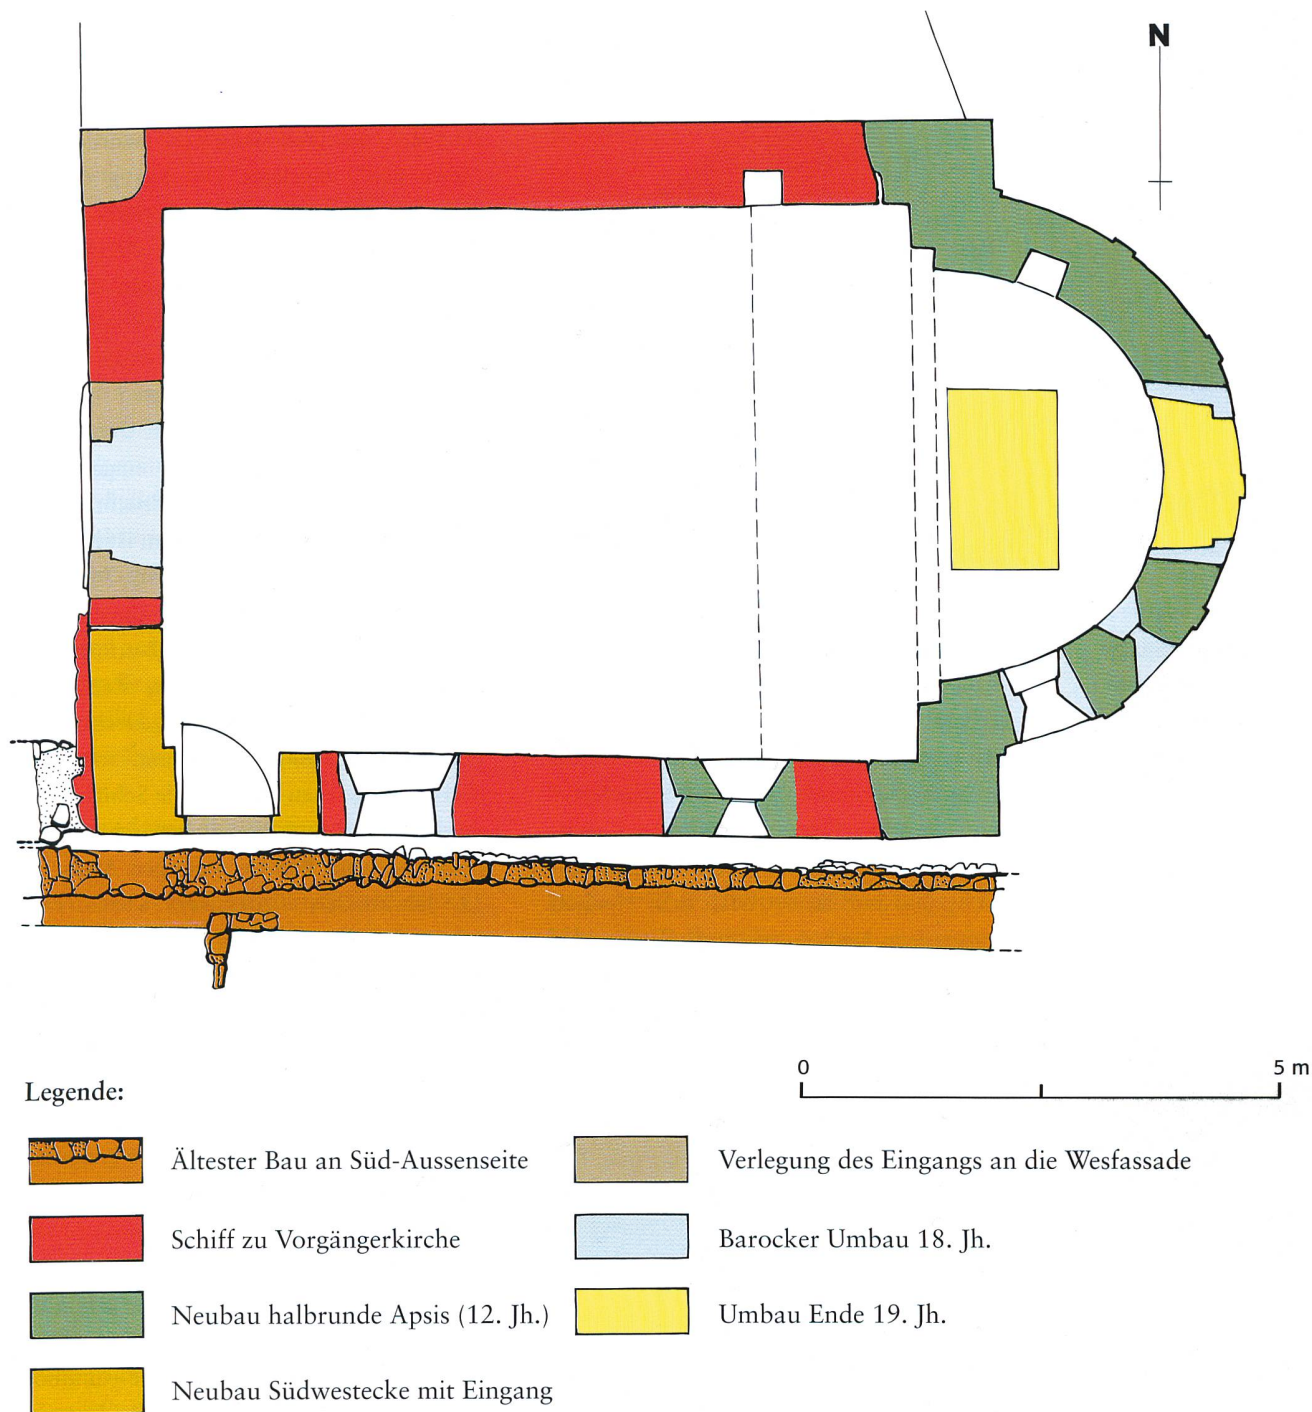 N
0 5 m
Legende:
Ältester Bau an Süd-Aussenseite
Schiff zu Vorgängerkirche
Neubau halbrunde Apsis (12. Jh.)
Neubau Südwestecke mit Eingang
Verlegung des Eingangs an die Wesfassade
Barocker Umbau 18. Jh.
Umbau Ende 19. Jh.